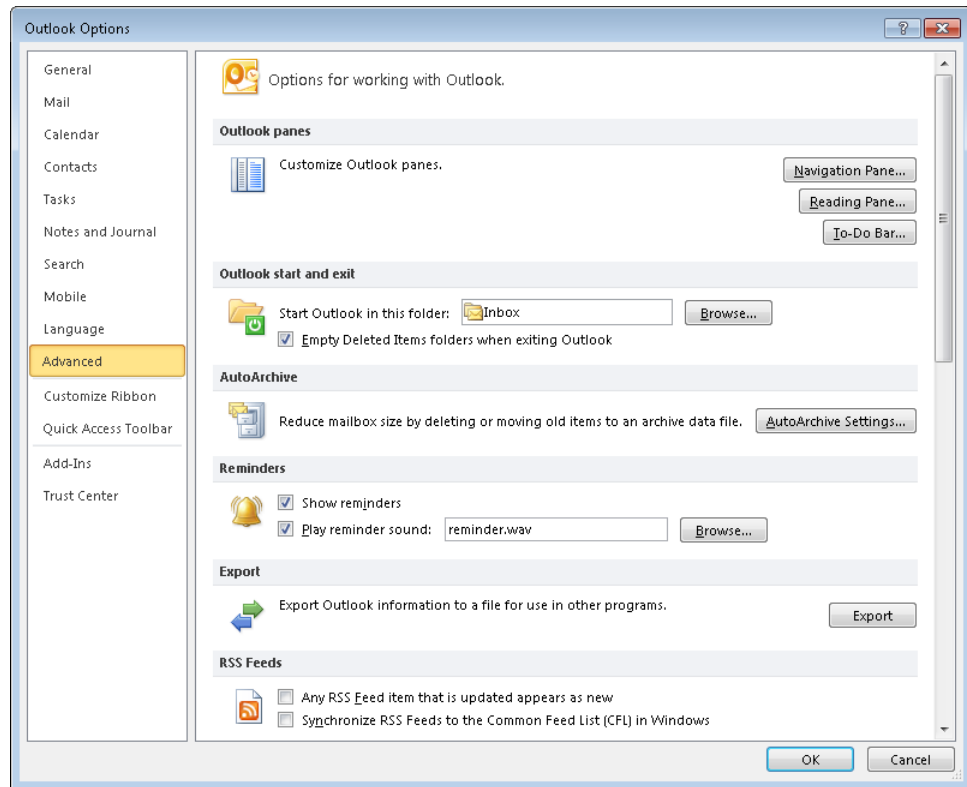 Outlook Options
General
Mail
Calendar
Contacts
Tasks
Notes and Journal
Search
Mobile
Language
Advanced
Customize Ribbon
Quick Access Toolbar
Add-Ins
Trust Center
Options for working with Outlook.
Outlook panes
Customize Outlook panes.
Navigation Pane...
Reading Pane...
To-Do Bar...
Outlook start and exit
Start Outlook in this folder: Inbox Browse...
Empty Deleted Items folders when exiting Outlook
AutoArchive
Reduce mailbox size by deleting or moving old items to an archive data file. AutoArchive Settings...
Reminders
Show reminders
Play reminder sound: reminder.wav Browse...
Export
Export Outlook information to a file for use in other programs.
Export
RSS Feeds
Any RSS Feed item that is updated appears as new
Synchronize RSS Feeds to the Common Feed List (CFL) in Windows
OK Cancel